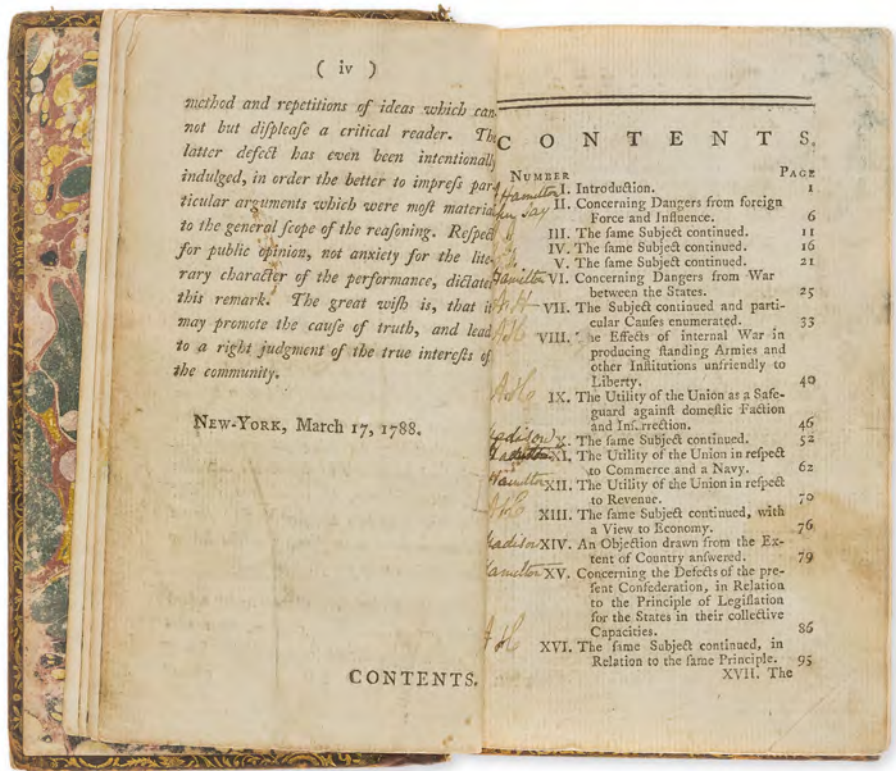 ( iv )
method and repetitions of ideas which can-
not but diſpleaſe a critical reader. The
latter defect has even been intentionally
indulged, in order the better to impreſs par-
ticular arguments which were moſt material
to the general ſcope of the reaſoning. Reſpect
for public opinion, not anxiety for the lite-
rary character of the performance, dictates
this remark. The great wiſh is, that it
may promote the cauſe of truth, and lead
to a right judgment of the true intereſts of
the community.
NEW-YORK, March 17, 1788.
CONTENTS.
CONTENTS.
NUMBER PAGE
Hamilton I. Introduction. 1
Jay II. Concerning Dangers from foreign
Force and Influence. 6
III. The ſame Subject continued. 11
IV. The ſame Subject continued. 16
V. The ſame Subject continued. 21
Hamilton VI. Concerning Dangers from War
between the States. 25
A H VII. The Subject continued and parti-
cular Cauſes enumerated. 33
A H VIII. he Effects of internal War in
producing ſtanding Armies and
other Inſtitutions unfriendly to
Liberty. 40
A H IX. The Utility of the Union as a Safe-
guard againſt domeſtic Faction
and Inſ.rrection. 46
Madison X. The ſame Subject continued. 52
XI. The Utility of the Union in reſpect
to Commerce and a Navy. 62
Hamilton XII. The Utility of the Union in reſpect
to Revenue. 70
A H XIII. The ſame Subject continued, with
a View to Economy. 76
Madison XIV. An Objection drawn from the Ex-
tent of Country anſwered. 79
Hamilton XV. Concerning the Defects of the pre-
ſent Confederation, in Relation
to the Principle of Legiſlation
for the States in their collective
Capacities. 86
A H XVI. The ſame Subject continued, in
Relation to the ſame Principle. 95
XVII. The